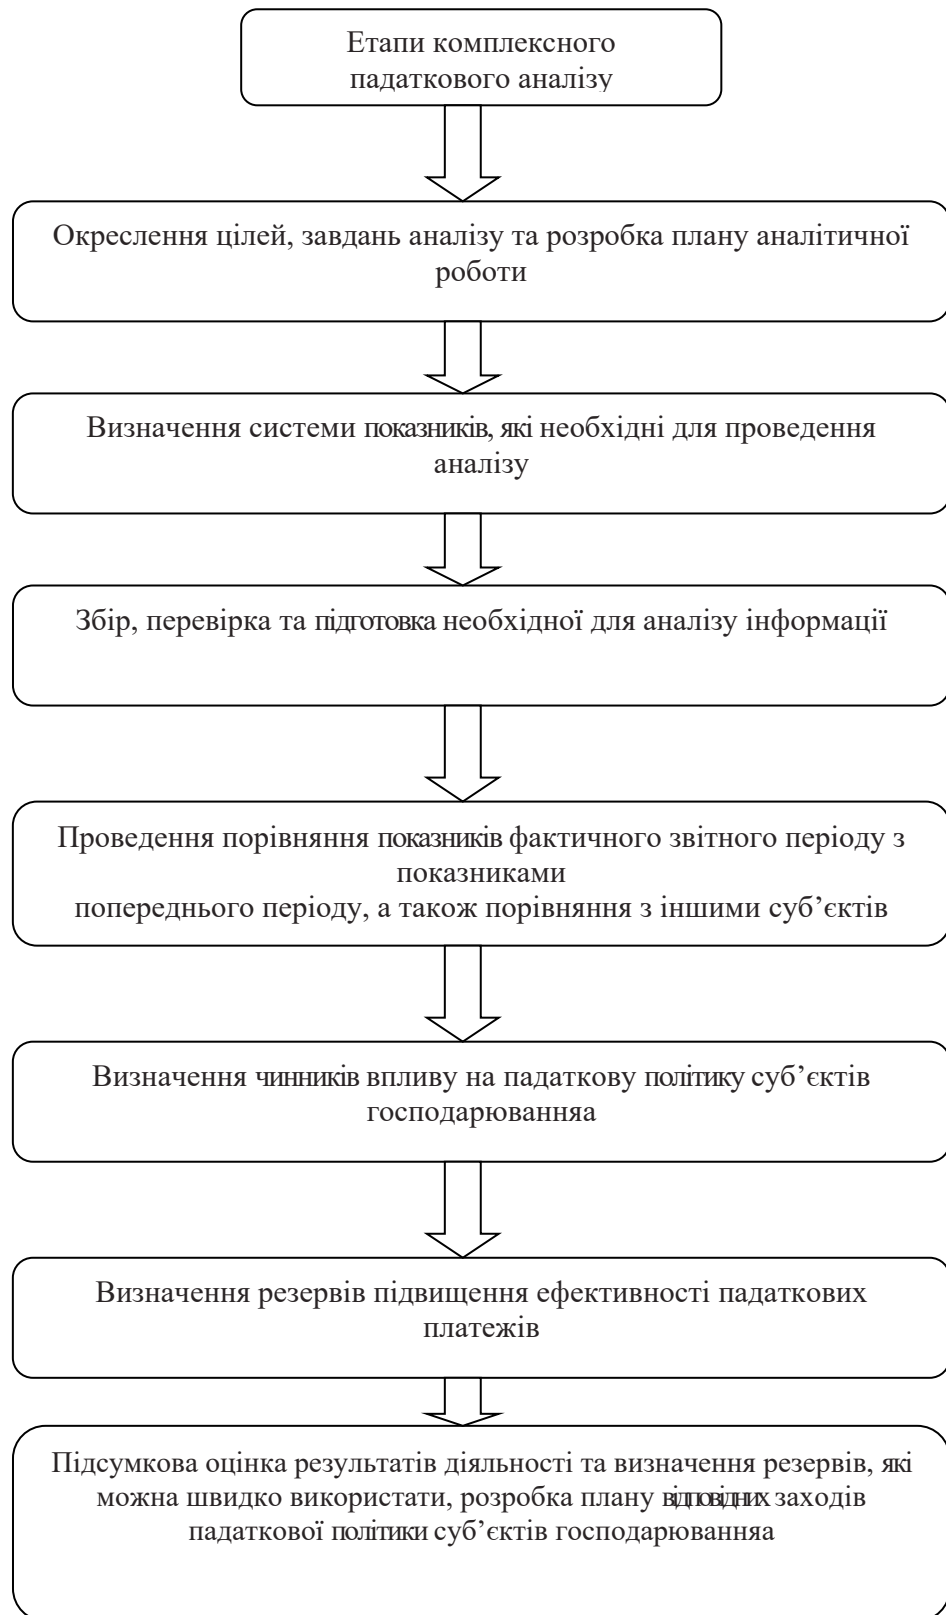 Етапи комплексного
падаткового аналізу
Окреслення цілей, завдань аналізу та розробка плану аналітичної
роботи
Визначення системи показників, які необхідні для проведення
аналізу
Збір, перевірка та підготовка необхідної для аналізу інформації
Проведення порівняння показників фактичного звітного періоду з
показниками
попереднього періоду, а також порівняння з іншими суб’єктів
Визначення чинників впливу на падаткову політику суб’єктів
господарюванняа
Визначення резервів підвищення ефективності падаткових
платежів
Підсумкова оцінка результатів діяльності та визначення резервів, які
можна швидко використати, розробка плану відповідних заходів
падаткової політики суб’єктів господарюванняа